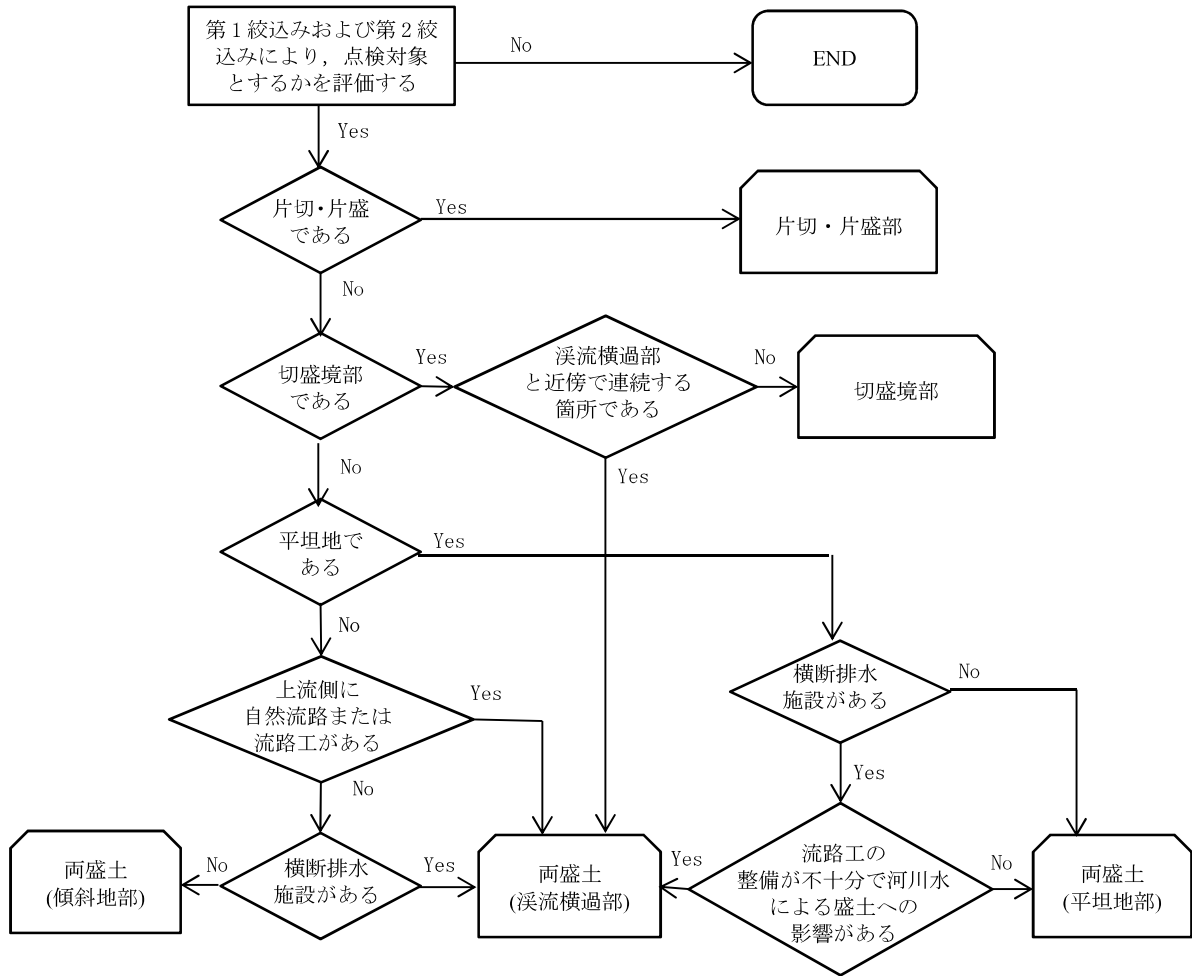 第１絞込みおよび第２絞
込みにより，点検対象
とするかを評価する
No
END
Yes
片切・片盛
である
Yes
片切・片盛部
No
切盛境部
である
Yes
渓流横過部
と近傍で連続する
箇所である
No
切盛境部
No
Yes
平坦地で
ある
Yes
No
上流側に
自然流路または
流路工がある
Yes
横断排水
施設がある
No
No
Yes
両盛土
(傾斜地部)
No
横断排水
施設がある
Yes
両盛土
(渓流横過部)
Yes
流路工の
整備が不十分で河川水
による盛土への
影響がある
No
両盛土
(平坦地部)